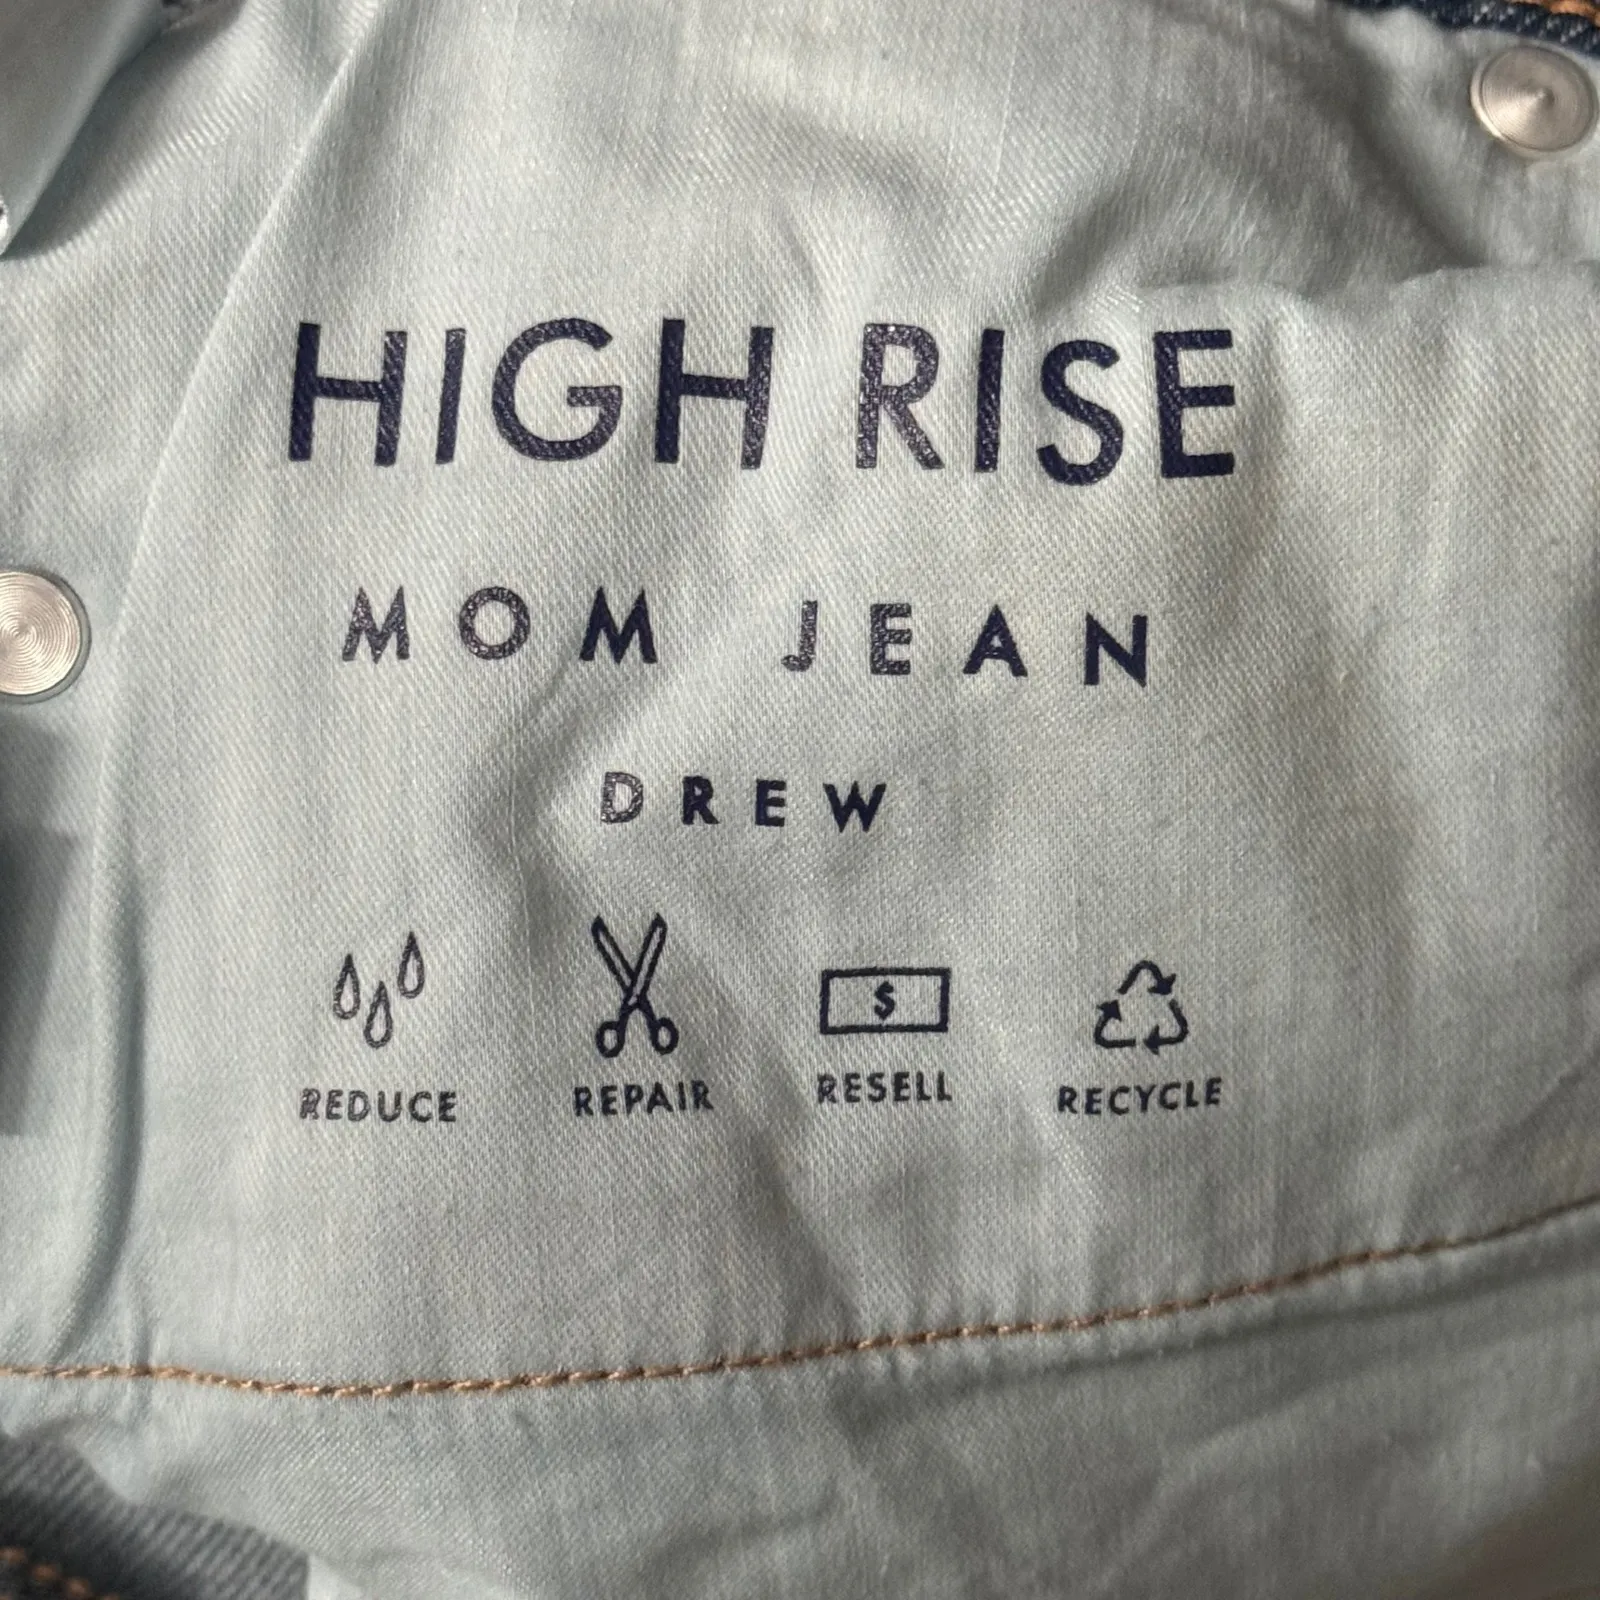 HIGH RISE
MOM JEAN
DREW
$
REDUCE REPAIR RESELL RECYCLE